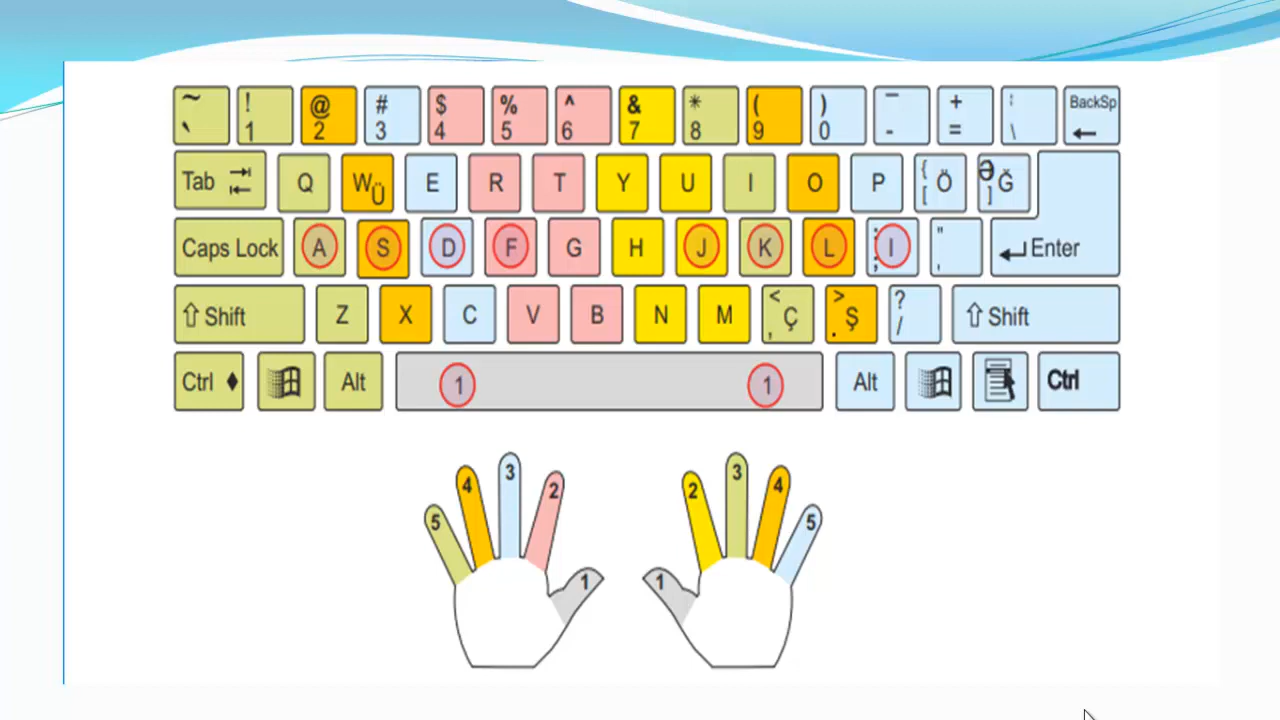 ~ ! @ # $ % ^ & * ( ) ¯ + ¦ BackSp
` 1 2 3 4 5 6 7 8 9 0 - = \ ←
Tab Q W Ü E R T Y U I O P { [ Ö Ə ] Ğ
Caps Lock A S D F G H J K L : ; I " ' Enter
Shift Z X C V B N M < , Ç > . Ş ? / Shift
Ctrl ♦ Alt 1 1 Alt Ctrl
5 4 3 2 1 1 2 3 4 5